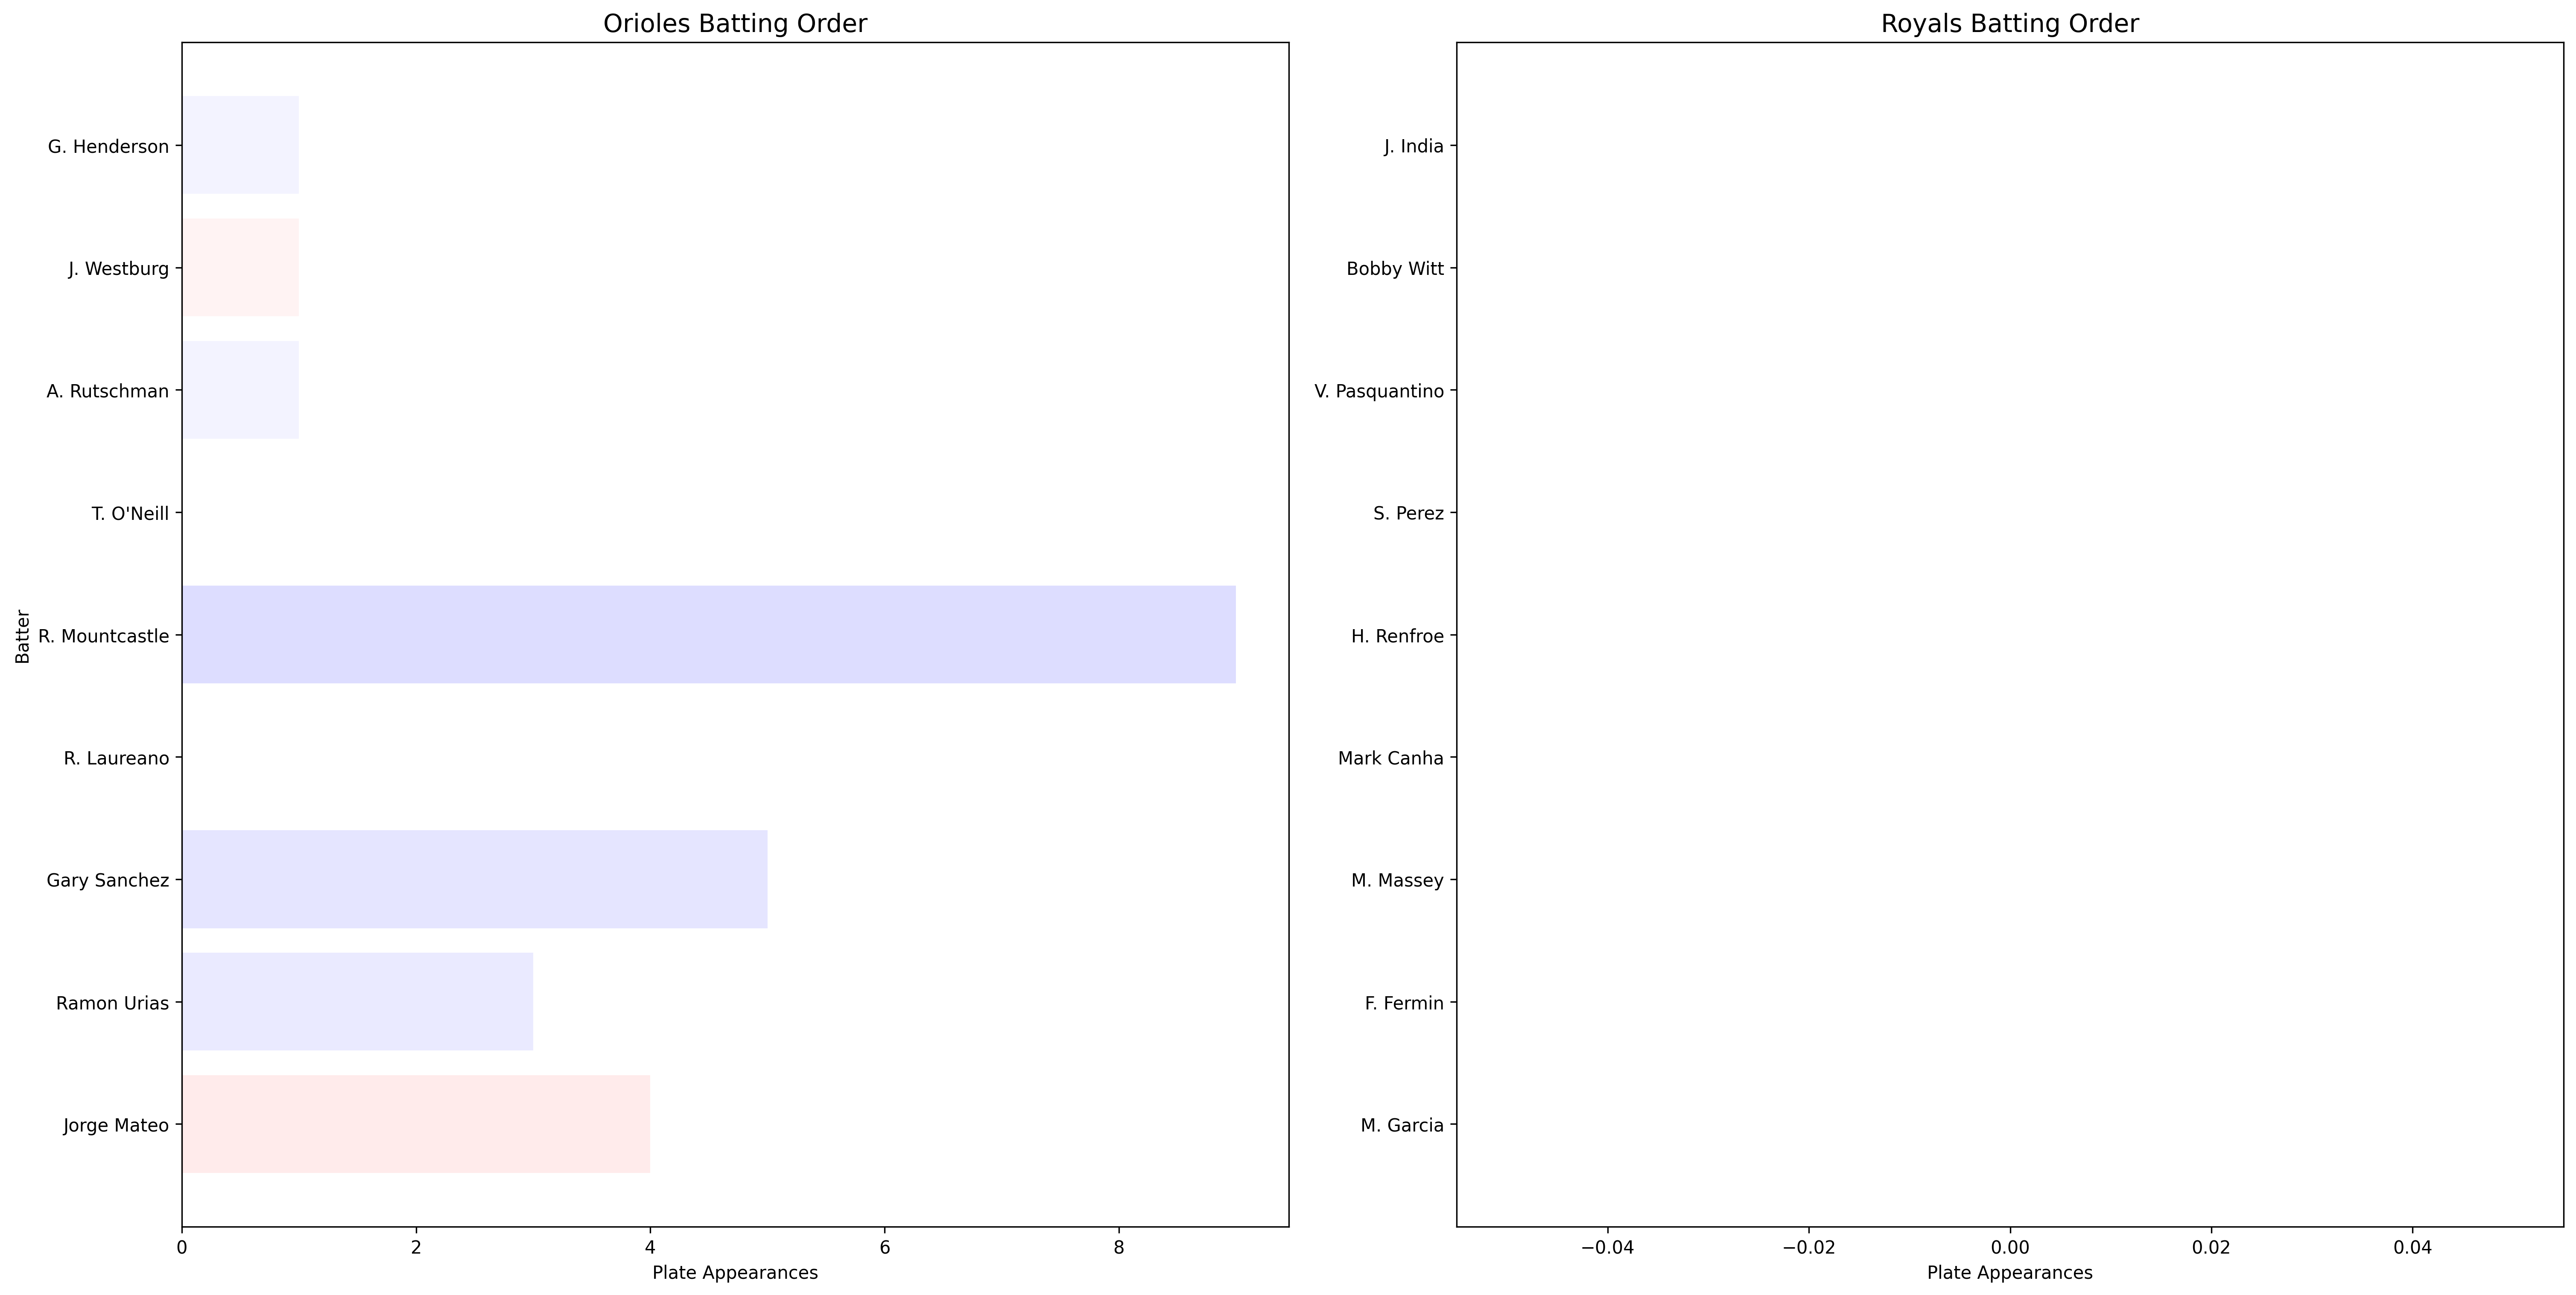 Orioles Batting Order
Batter
G. Henderson
J. Westburg
A. Rutschman
T. O'Neill
R. Mountcastle
R. Laureano
Gary Sanchez
Ramon Urias
Jorge Mateo
0 2 4 6 8
Plate Appearances
Royals Batting Order
J. India
Bobby Witt
V. Pasquantino
S. Perez
H. Renfroe
Mark Canha
M. Massey
F. Fermin
M. Garcia
−0.04 −0.02 0.00 0.02 0.04
Plate Appearances